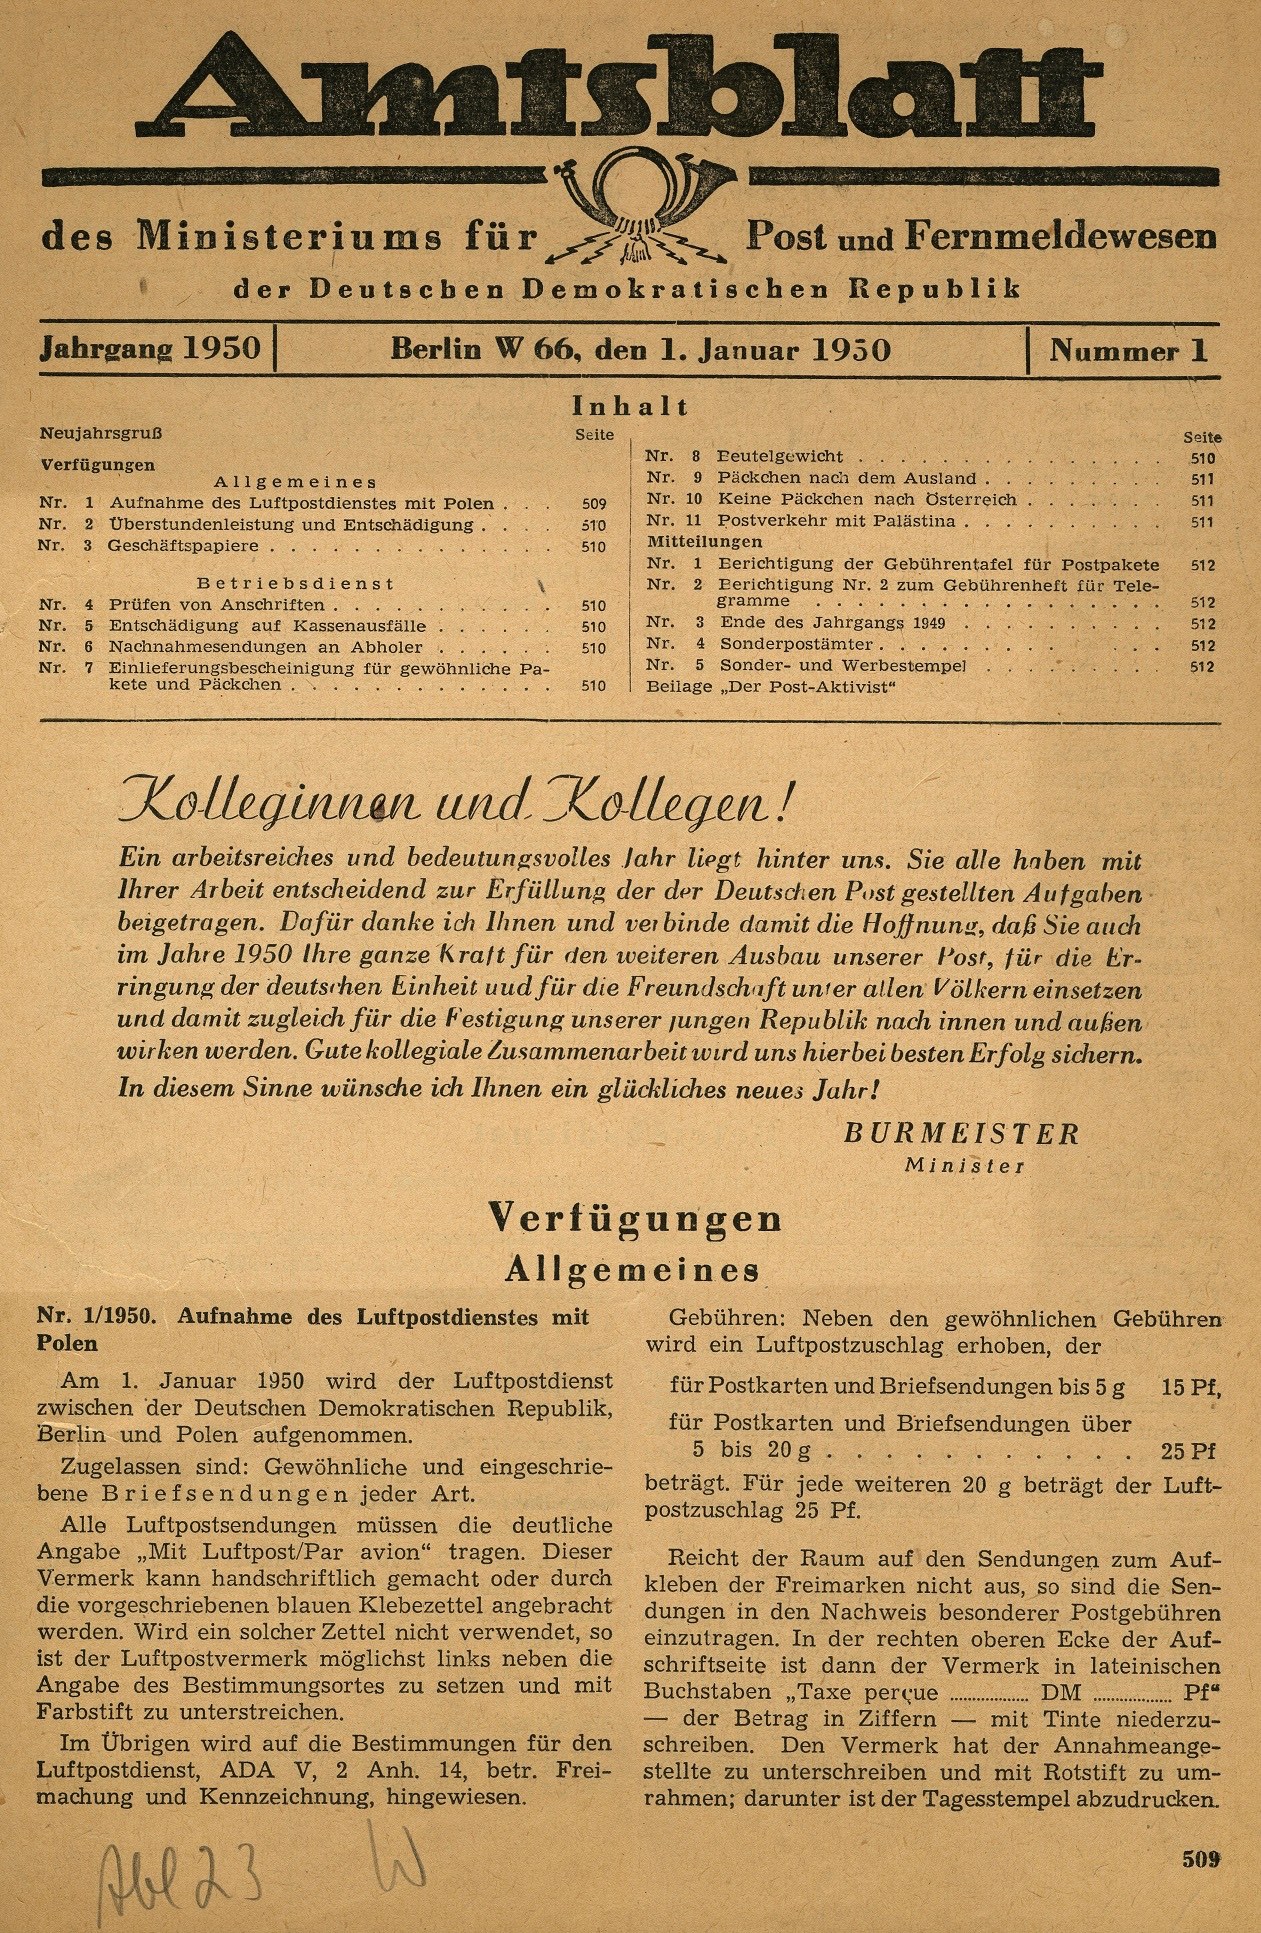 Amtsblatt
des Ministeriums für Post und Fernmeldewesen
der Deutschen Demokratischen Republik
Jahrgang 1950 Berlin W 66, den 1. Januar 1950 Nummer 1
Inhalt
Neujahrsgruß Seite
Verfügungen
Allgemeines
Nr. 1 Aufnahme des Luftpostdienstes mit Polen . . . 509
Nr. 2 Überstundenleistung und Entschädigung . . . . 510
Nr. 3 Geschäftspapiere . . . . . . . . . . . . . . 510
Betriebsdienst
Nr. 4 Prüfen von Anschriften . . . . . . . . . . . 510
Nr. 5 Entschädigung auf Kassenausfälle . . . . . . 510
Nr. 6 Nachnahmesendungen an Abholer . . . . . . 510
Nr. 7 Einlieferungsbescheinigung für gewöhnliche Pa-
kete und Päckchen . . . . . . . . . . . . . 510
Seite
Nr. 8 Beutelgewicht . . . . . . . . . . . . . . . 510
Nr. 9 Päckchen nach dem Ausland . . . . . . . . . 511
Nr. 10 Keine Päckchen nach Österreich . . . . . . . 511
Nr. 11 Postverkehr mit Palästina . . . . . . . . . . 511
Mitteilungen
Nr. 1 Berichtigung der Gebührentafel für Postpakete 512
Nr. 2 Berichtigung Nr. 2 zum Gebührenheft für Tele-
gramme . . . . . . . . . . . . . . . . . 512
Nr. 3 Ende des Jahrgangs 1949 . . . . . . . . . . 512
Nr. 4 Sonderpostämter . . . . . . . . . . . . . . 512
Nr. 5 Sonder- und Werbestempel . . . . . . . . . 512
Beilage „Der Post-Aktivist“
Kolleginnen und Kollegen!
Ein arbeitsreiches und bedeutungsvolles Jahr liegt hinter uns. Sie alle haben mit
Ihrer Arbeit entscheidend zur Erfüllung der der Deutschen Post gestellten Aufgaben
beigetragen. Dafür danke ich Ihnen und verbinde damit die Hoffnung, daß Sie auch
im Jahre 1950 Ihre ganze Kraft für den weiteren Ausbau unserer Post, für die Er-
ringung der deutschen Einheit uud für die Freundschaft unter allen Völkern einsetzen
und damit zugleich für die Festigung unserer jungen Republik nach innen und außen
wirken werden. Gute kollegiale Zusammenarbeit wird uns hierbei besten Erfolg sichern.
In diesem Sinne wünsche ich Ihnen ein glückliches neues Jahr!
BURMEISTER
Minister
Verfügungen
Allgemeines
Nr. 1/1950. Aufnahme des Luftpostdienstes mit
Polen
Am 1. Januar 1950 wird der Luftpostdienst
zwischen der Deutschen Demokratischen Republik,
Berlin und Polen aufgenommen.
Zugelassen sind: Gewöhnliche und eingeschrie-
bene Briefsendungen jeder Art.
Alle Luftpostsendungen müssen die deutliche
Angabe „Mit Luftpost/Par avion“ tragen. Dieser
Vermerk kann handschriftlich gemacht oder durch
die vorgeschriebenen blauen Klebezettel angebracht
werden. Wird ein solcher Zettel nicht verwendet, so
ist der Luftpostvermerk möglichst links neben die
Angabe des Bestimmungsortes zu setzen und mit
Farbstift zu unterstreichen.
Im Übrigen wird auf die Bestimmungen für den
Luftpostdienst, ADA V, 2 Anh. 14, betr. Frei-
machung und Kennzeichnung, hingewiesen.
Gebühren: Neben den gewöhnlichen Gebühren
wird ein Luftpostzuschlag erhoben, der
für Postkarten und Briefsendungen bis 5 g 15 Pf,
für Postkarten und Briefsendungen über
5 bis 20 g . . . . . . . . . . . . 25 Pf
beträgt. Für jede weiteren 20 g beträgt der Luft-
postzuschlag 25 Pf.
Reicht der Raum auf den Sendungen zum Auf-
kleben der Freimarken nicht aus, so sind die Sen-
dungen in den Nachweis besonderer Postgebühren
einzutragen. In der rechten oberen Ecke der Auf-
schriftseite ist dann der Vermerk in lateinischen
Buchstaben „Taxe perçue ................ DM ................ Pf“
— der Betrag in Ziffern — mit Tinte niederzu-
schreiben. Den Vermerk hat der Annahmeange-
stellte zu unterschreiben und mit Rotstift zu um-
rahmen; darunter ist der Tagesstempel abzudrucken.
509
Abl 23 W